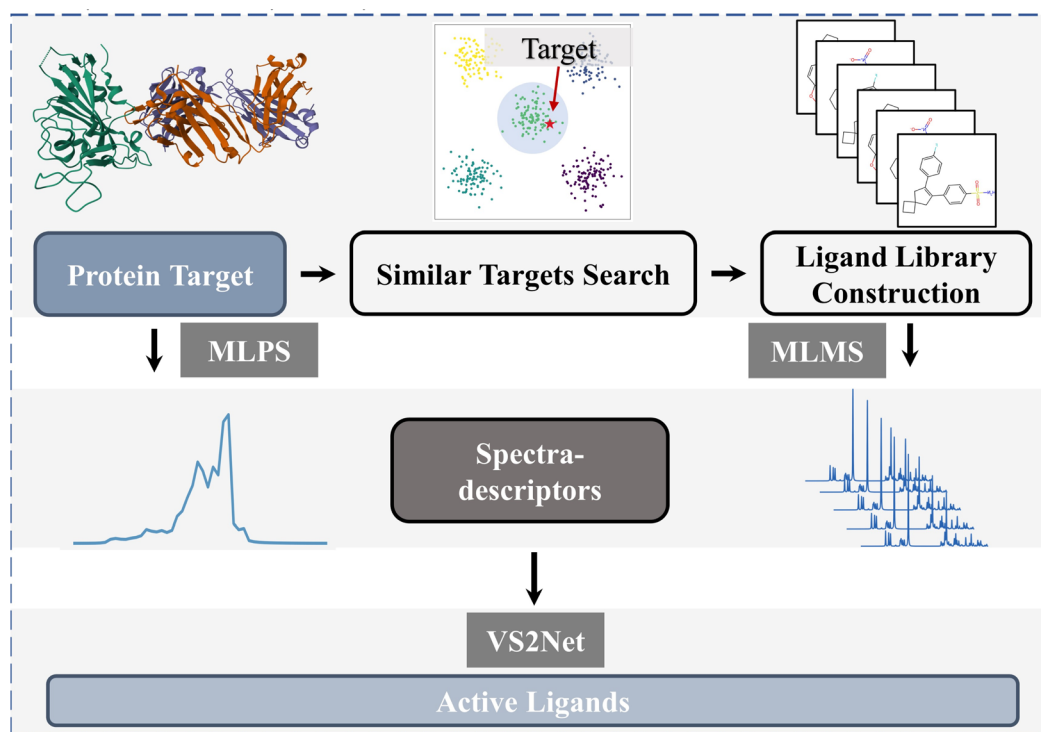 Target
Protein Target
Similar Targets Search
Ligand Library
Construction
MLPS
MLMS
Spectra-
descriptors
VS2Net
Active Ligands